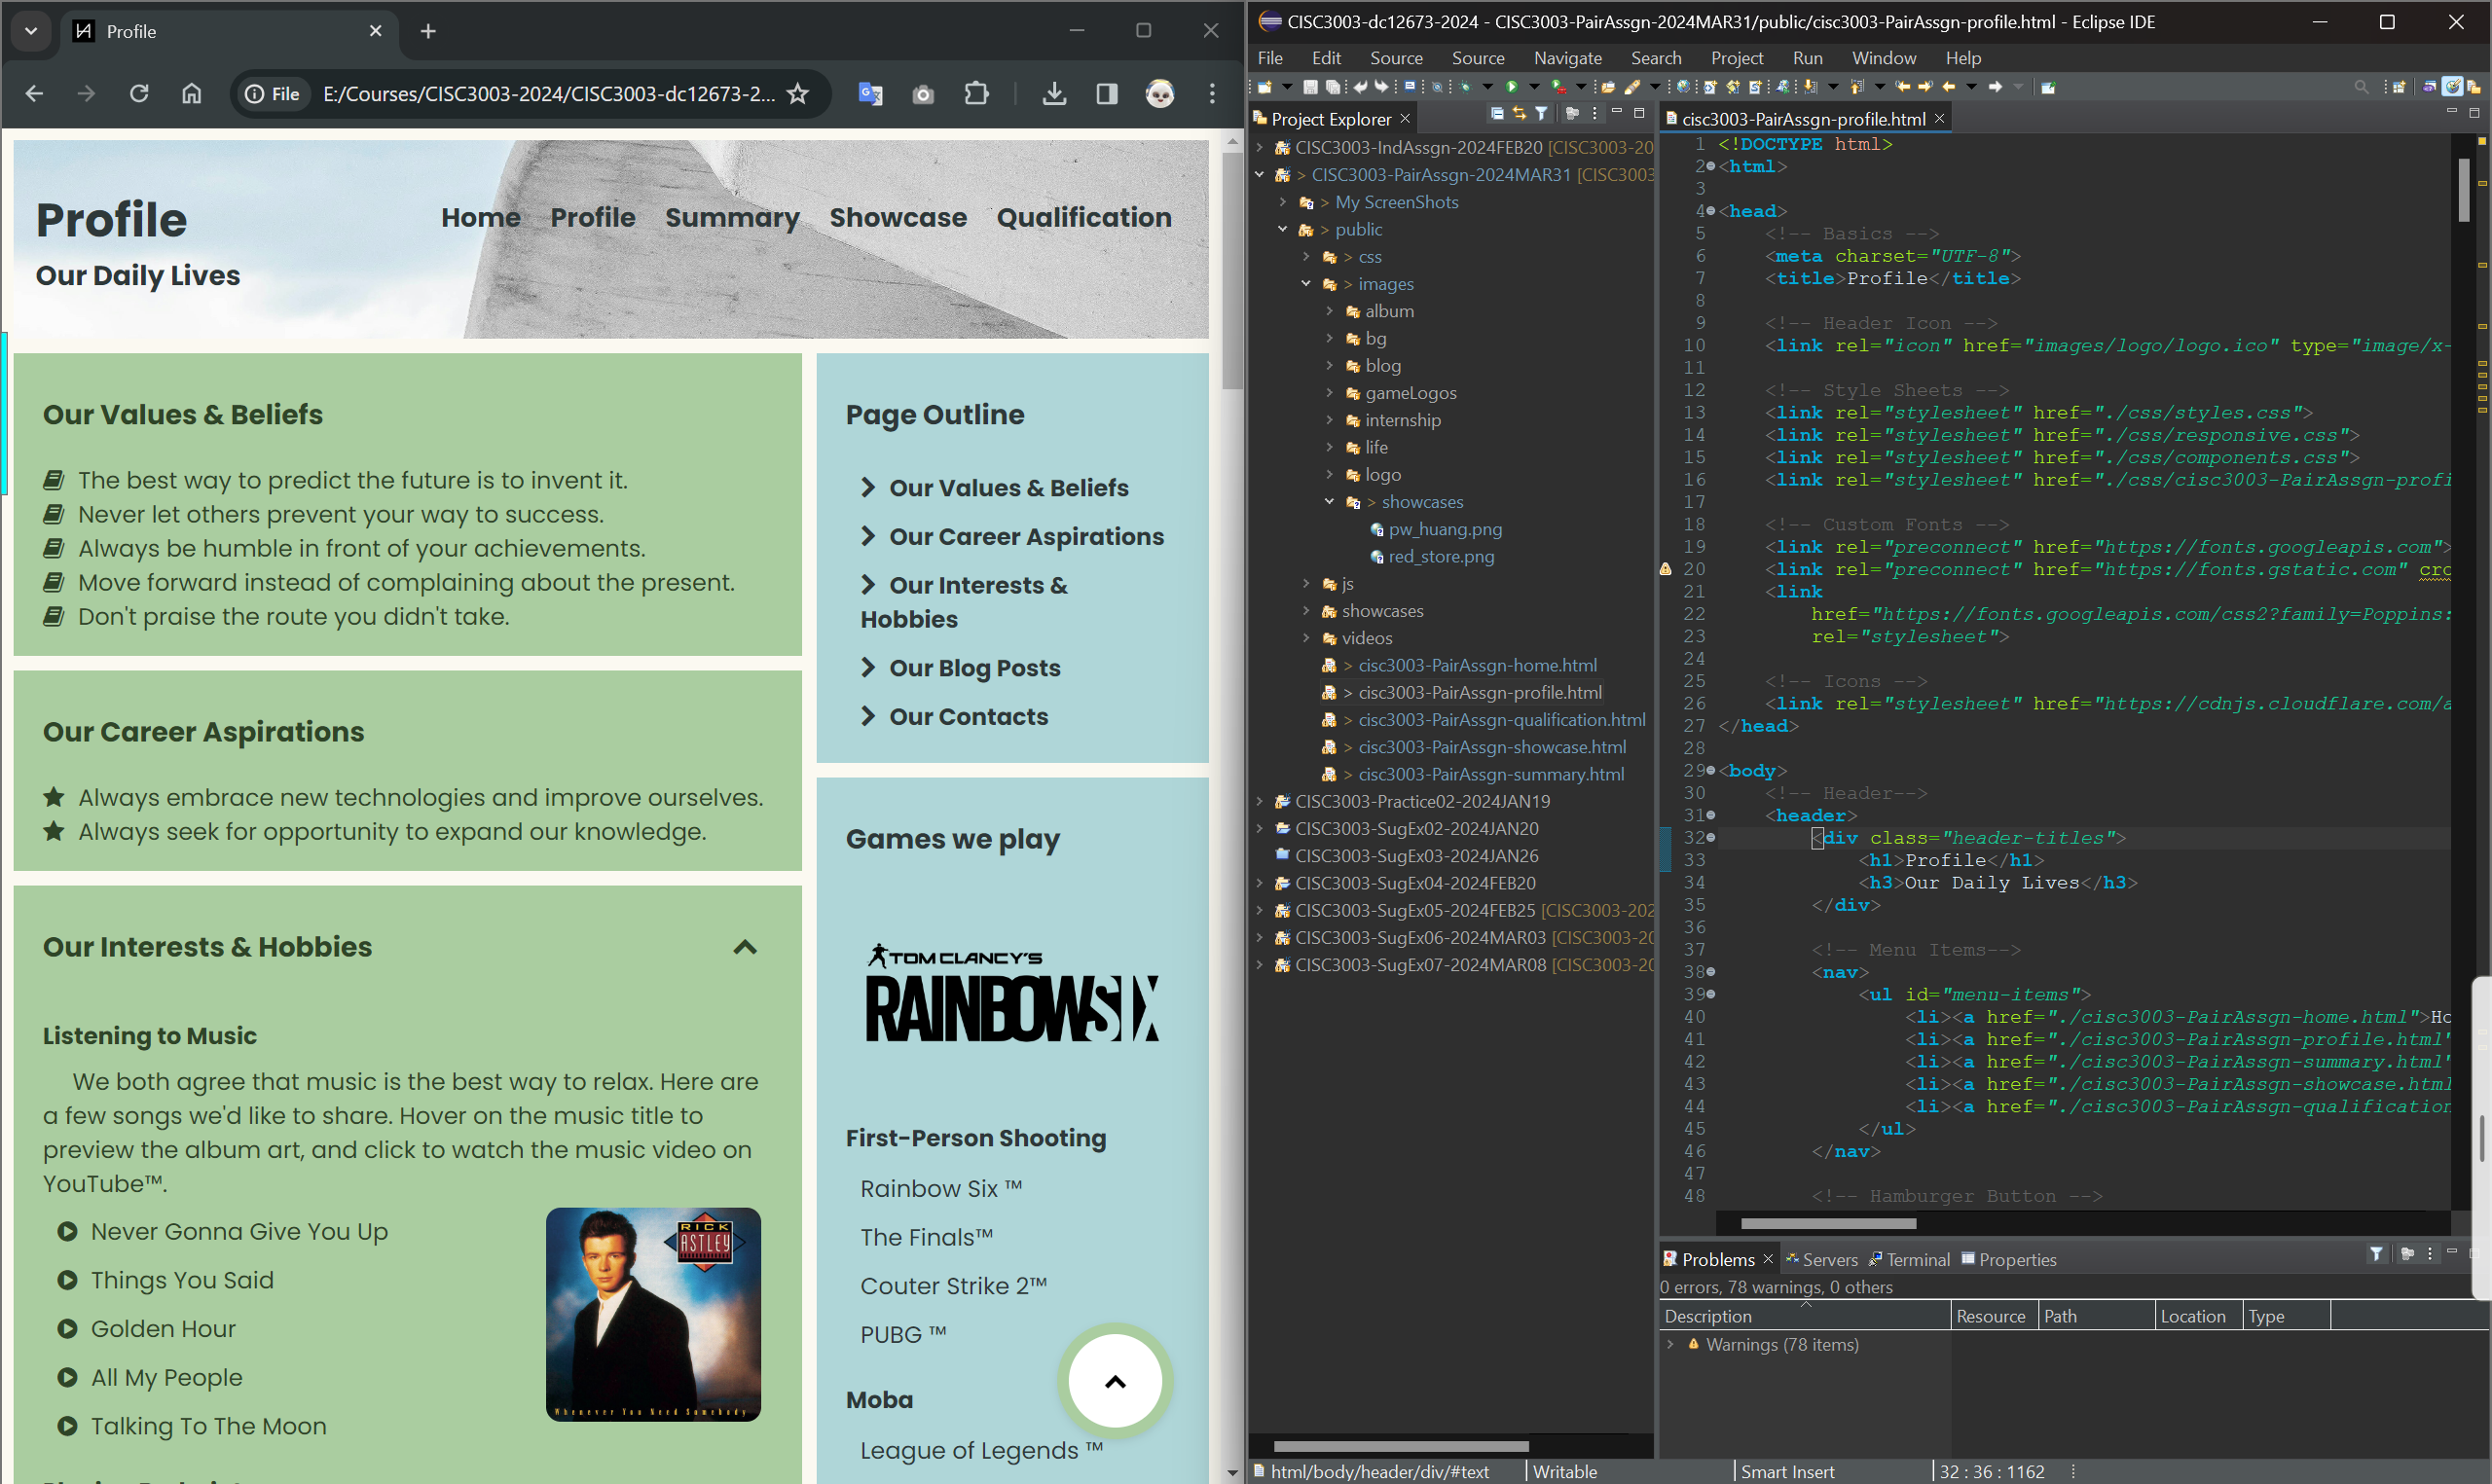 Profile
File
E:/Courses/CISC3003-2024/CISC3003-dc12673-2...
Profile
Our Daily Lives
Home Profile Summary Showcase Qualification
Our Values & Beliefs
The best way to predict the future is to invent it.
Never let others prevent your way to success.
Always be humble in front of your achievements.
Move forward instead of complaining about the present.
Don't praise the route you didn't take.
Our Career Aspirations
Always embrace new technologies and improve ourselves.
Always seek for opportunity to expand our knowledge.
Our Interests & Hobbies
Listening to Music
We both agree that music is the best way to relax. Here are
a few songs we'd like to share. Hover on the music title to
preview the album art, and click to watch the music video on
YouTube™.
Never Gonna Give You Up
Things You Said
Golden Hour
All My People
Talking To The Moon
RICK
ASTLEY
Whenever You Need Somebody
Page Outline
Our Values & Beliefs
Our Career Aspirations
Our Interests &
Hobbies
Our Blog Posts
Our Contacts
Games we play
TOM CLANCY'S
RAINBOWSIX
First-Person Shooting
Rainbow Six ™
The Finals™
Couter Strike 2™
PUBG ™
Moba
League of Legends ™
CISC3003-dc12673-2024 - CISC3003-PairAssgn-2024MAR31/public/cisc3003-PairAssgn-profile.html - Eclipse IDE
File Edit Source Source Navigate Search Project Run Window Help
Project Explorer
CISC3003-IndAssgn-2024FEB20 [CISC3003-20
> CISC3003-PairAssgn-2024MAR31 [CISC3003
> My ScreenShots
> public
> css
> images
album
bg
blog
gameLogos
internship
life
logo
> showcases
pw_huang.png
red_store.png
js
showcases
videos
> cisc3003-PairAssgn-home.html
> cisc3003-PairAssgn-profile.html
> cisc3003-PairAssgn-qualification.html
> cisc3003-PairAssgn-showcase.html
> cisc3003-PairAssgn-summary.html
CISC3003-Practice02-2024JAN19
CISC3003-SugEx02-2024JAN20
CISC3003-SugEx03-2024JAN26
CISC3003-SugEx04-2024FEB20
CISC3003-SugEx05-2024FEB25 [CISC3003-202
CISC3003-SugEx06-2024MAR03 [CISC3003-20
CISC3003-SugEx07-2024MAR08 [CISC3003-20
cisc3003-PairAssgn-profile.html
1 <!DOCTYPE html>
2 <html>
3
4 <head>
5 <!-- Basics -->
6 <meta charset="UTF-8">
7 <title>Profile</title>
8
9 <!-- Header Icon -->
10 <link rel="icon" href="images/logo/logo.ico" type="image/x-
11
12 <!-- Style Sheets -->
13 <link rel="stylesheet" href="./css/styles.css">
14 <link rel="stylesheet" href="./css/responsive.css">
15 <link rel="stylesheet" href="./css/components.css">
16 <link rel="stylesheet" href="./css/cisc3003-PairAssgn-profi
17
18 <!-- Custom Fonts -->
19 <link rel="preconnect" href="https://fonts.googleapis.com">
20 <link rel="preconnect" href="https://fonts.gstatic.com" cro
21 <link
22 href="https://fonts.googleapis.com/css2?family=Poppins:
23 rel="stylesheet">
24
25 <!-- Icons -->
26 <link rel="stylesheet" href="https://cdnjs.cloudflare.com/a
27 </head>
28
29 <body>
30 <!-- Header-->
31 <header>
32 <div class="header-titles">
33 <h1>Profile</h1>
34 <h3>Our Daily Lives</h3>
35 </div>
36
37 <!-- Menu Items-->
38 <nav>
39 <ul id="menu-items">
40 <li><a href="./cisc3003-PairAssgn-home.html">Ho
41 <li><a href="./cisc3003-PairAssgn-profile.html"
42 <li><a href="./cisc3003-PairAssgn-summary.html"
43 <li><a href="./cisc3003-PairAssgn-showcase.html
44 <li><a href="./cisc3003-PairAssgn-qualification
45 </ul>
46 </nav>
47
48 <!-- Hamburger Button -->
Problems Servers Terminal Properties
0 errors, 78 warnings, 0 others
Description Resource Path Location Type
Warnings (78 items)
html/body/header/div/#text Writable Smart Insert 32 : 36 : 1162